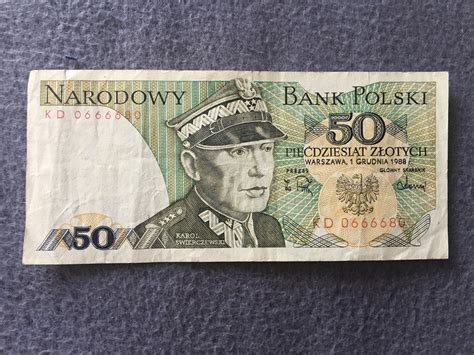 NARODOWY BANK POLSKI
KD 0666680
50
PIĘĆDZIESIĄT ZŁOTYCH
WARSZAWA, 1 GRUDNIA 1988 r.
PREZES GŁÓWNY SKARBNIK
KD 0666680
50
KAROL
ŚWIERCZEWSKI